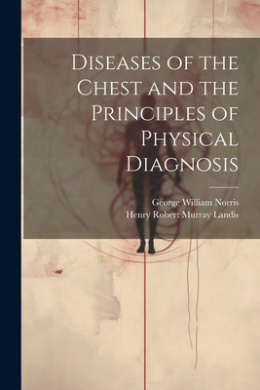 Diseases of the
Chest and the
Principles of
Physical
Diagnosis
George William Norris
Henry Robert Murray Landis